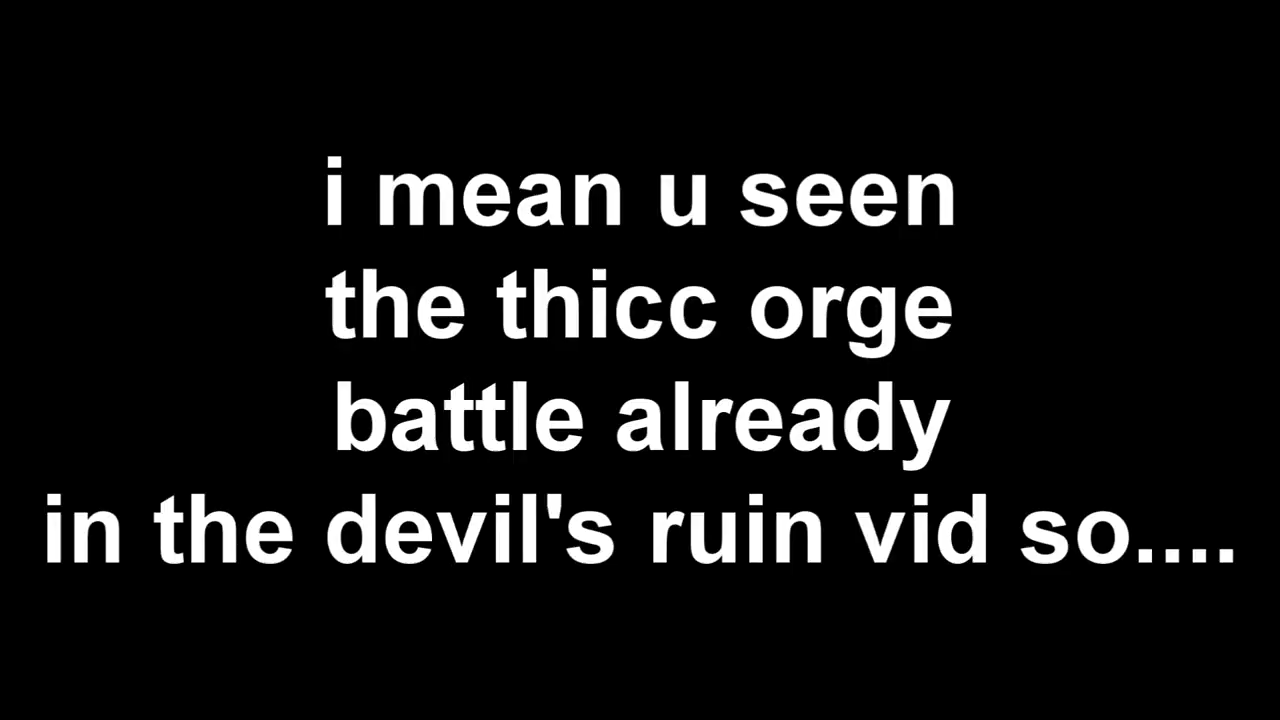 i mean u seen
the thicc orge
battle already
in the devil's ruin vid so....